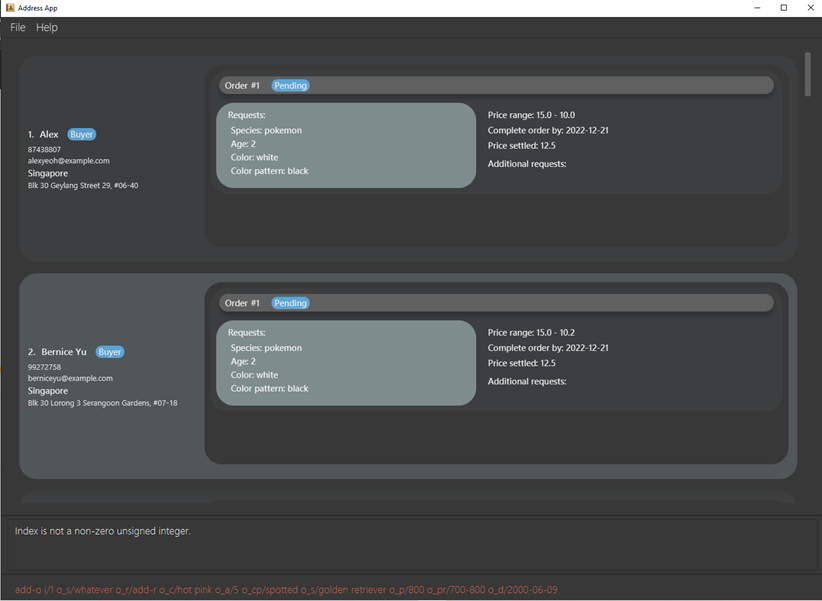 Address App
File Help
Order #1 Pending
Requests:
Species: pokemon
Age: 2
Color: white
Color pattern: black
Price range: 15.0 - 10.0
Complete order by: 2022-12-21
Price settled: 12.5
Additional requests:
1. Alex Buyer
87438807
alexyeoh@example.com
Singapore
Blk 30 Geylang Street 29, #06-40
Order #1 Pending
Requests:
Species: pokemon
Age: 2
Color: white
Color pattern: black
Price range: 15.0 - 10.2
Complete order by: 2022-12-21
Price settled: 12.5
Additional requests:
2. Bernice Yu Buyer
99272758
berniceyu@example.com
Singapore
Blk 30 Lorong 3 Serangoon Gardens, #07-18
Index is not a non-zero unsigned integer.
add-o i/1 o_s/whatever o_r/add-r o_c/hot pink o_a/5 o_cp/spotted o_s/golden retriever o_p/800 o_pr/700-800 o_d/2000-06-09